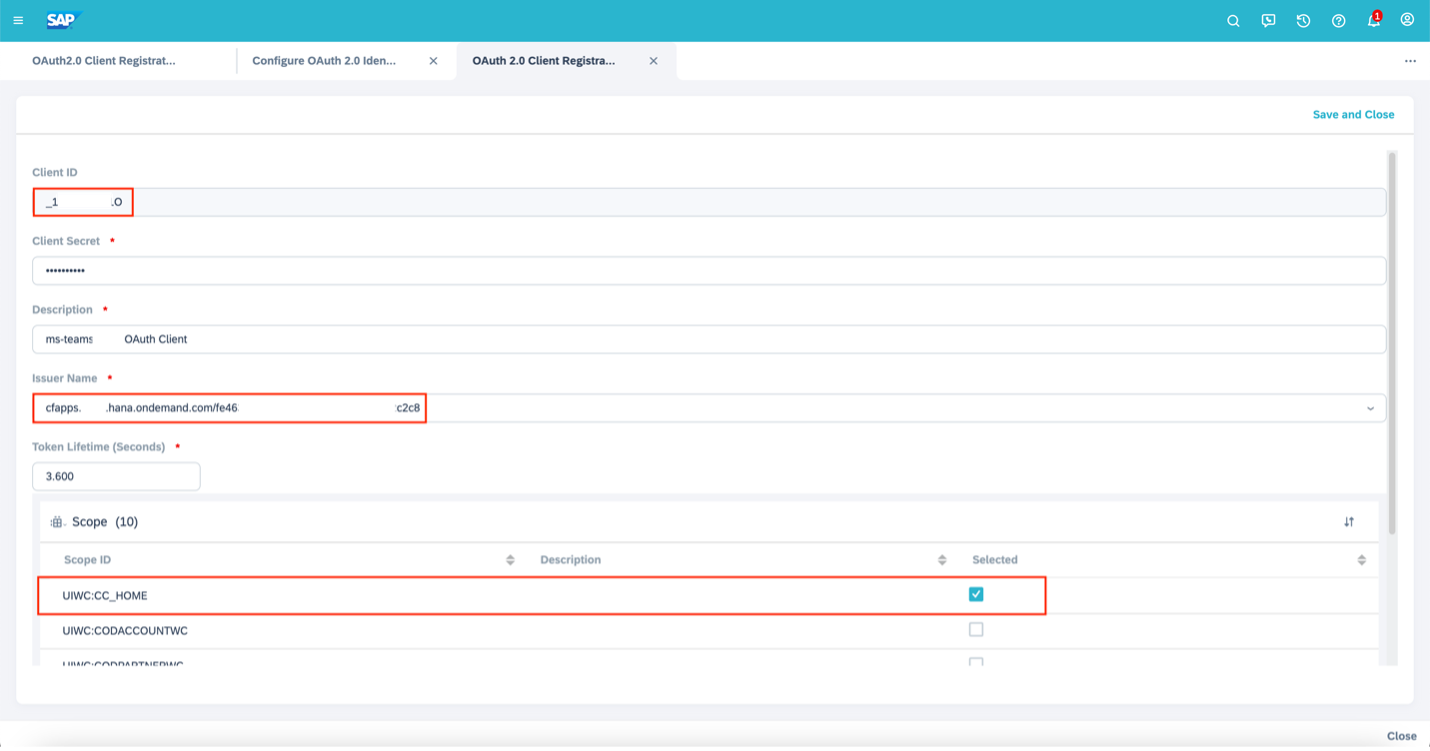 SAP
1
OAuth2.0 Client Registrat...
Configure OAuth 2.0 Iden...
OAuth 2.0 Client Registra...
Save and Close
Client ID
_1 .O
Client Secret *
••••••••••
Description *
ms-teams OAuth Client
Issuer Name *
cfapps. .hana.ondemand.com/fe46 c2c8
Token Lifetime (Seconds) *
3.600
Scope (10)
Scope ID Description Selected
UIWC:CC_HOME
UIWC:CODACCOUNTWC
UIWC:CODPARTNERWC
Close